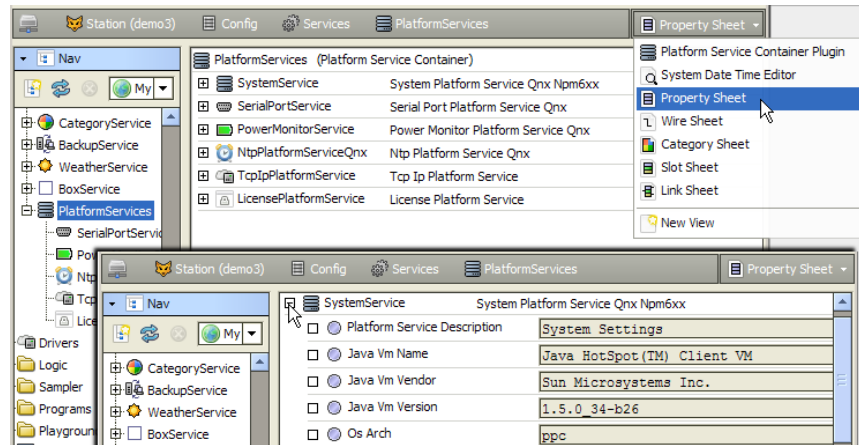 Station (demo3) Config Services PlatformServices Property Sheet
Nav
My
CategoryService
BackupService
WeatherService
BoxService
PlatformServices
SerialPortServic
Pow
Ntp
Tcp
Lice
Drivers
Logic
Sampler
Programs
Playgroun
PlatformServices (Platform Service Container)
SystemService System Platform Service Qnx Npm6xx
SerialPortService Serial Port Platform Service Qnx
PowerMonitorService Power Monitor Platform Service Qnx
NtpPlatformServiceQnx Ntp Platform Service Qnx
TcpIpPlatformService Tcp Ip Platform Service
LicensePlatformService License Platform Service
Platform Service Container Plugin
System Date Time Editor
Property Sheet
Wire Sheet
Category Sheet
Slot Sheet
Link Sheet
New View
Station (demo3) Config Services PlatformServices Property Sheet
Nav
My
CategoryService
BackupService
WeatherService
BoxService
SystemService System Platform Service Qnx Npm6xx
Platform Service Description System Settings
Java Vm Name Java HotSpot(TM) Client VM
Java Vm Vendor Sun Microsystems Inc.
Java Vm Version 1.5.0_34-b26
Os Arch ppc